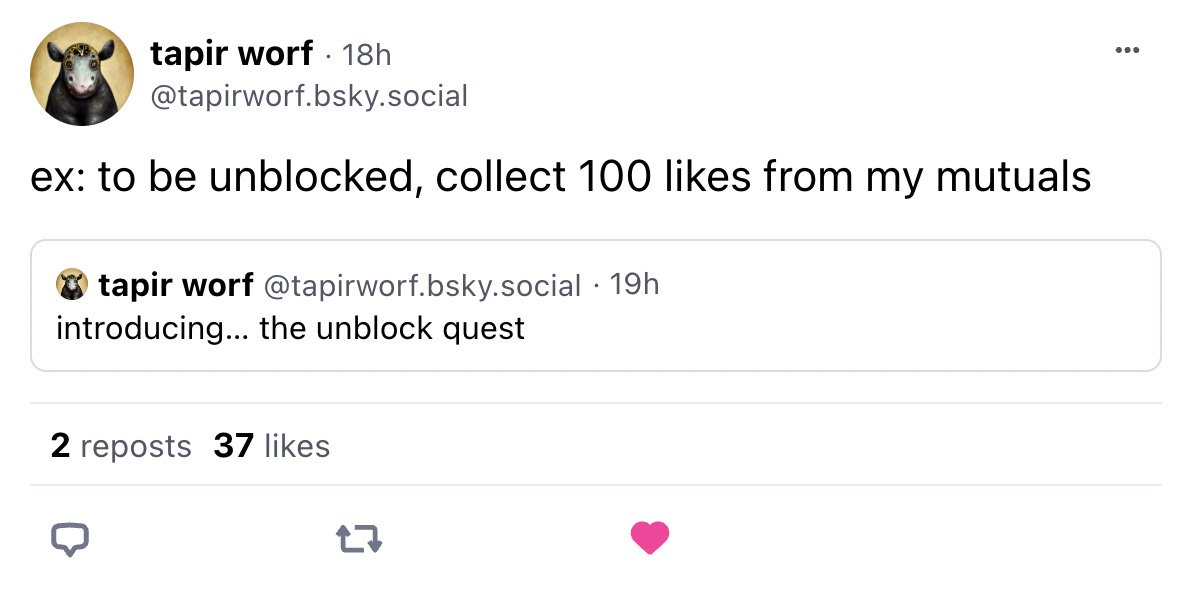 tapir worf · 18h
@tapirworf.bsky.social
ex: to be unblocked, collect 100 likes from my mutuals
tapir worf @tapirworf.bsky.social · 19h
introducing... the unblock quest
2 reposts 37 likes